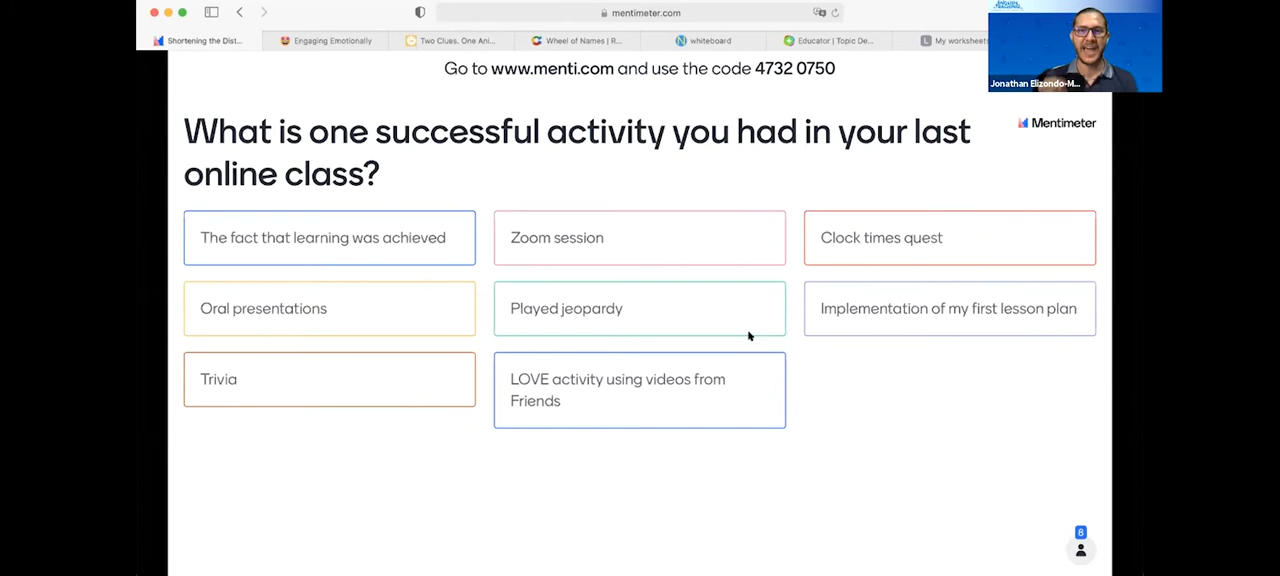 mentimeter.com
Shortening the Dist...
Engaging Emotionally
Two Clues. One Ani...
Wheel of Names | R...
whiteboard
Educator | Topic De...
My worksheets
Go to www.menti.com and use the code 4732 0750
Jonathan Elizondo-M...
What is one successful activity you had in your last
online class?
Mentimeter
The fact that learning was achieved
Zoom session
Clock times quest
Oral presentations
Played jeopardy
Implementation of my first lesson plan
Trivia
LOVE activity using videos from
Friends
8